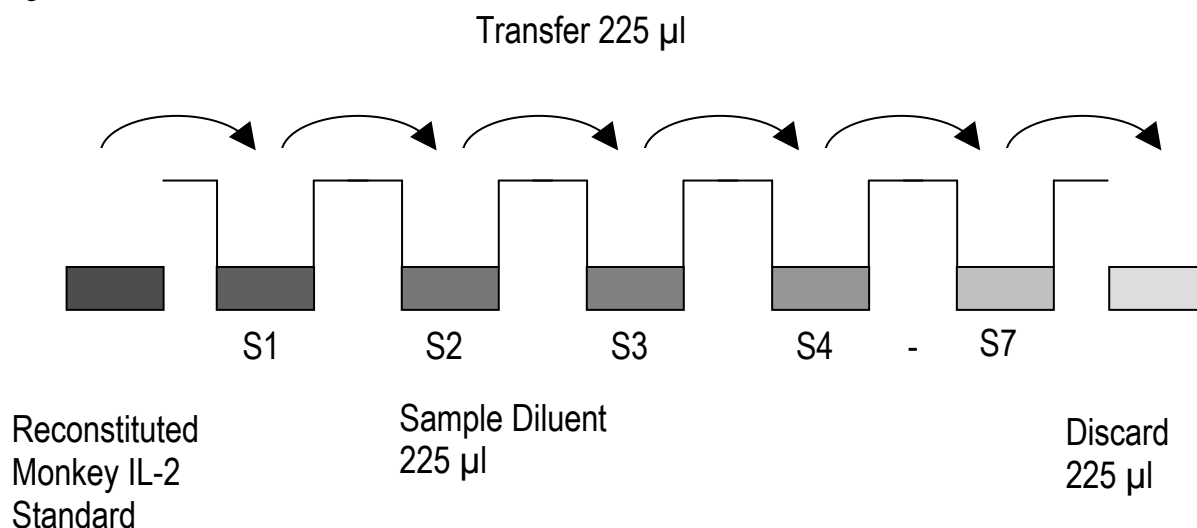 Transfer 225 µl
S1 S2 S3 S4 - S7
Reconstituted
Monkey IL-2
Standard
Sample Diluent
225 µl
Discard
225 µl